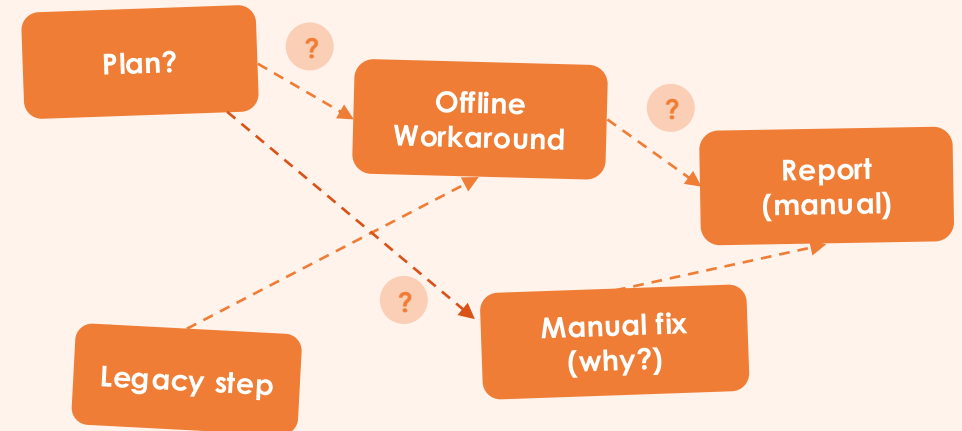 Plan?
?
Offline
Workaround
?
Report
(manual)
?
Manual fix
(why?)
Legacy step